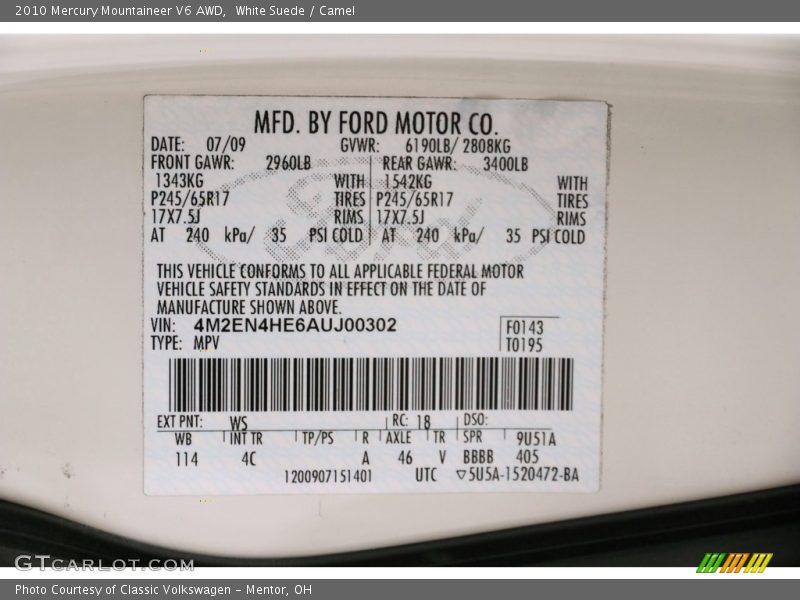 2010 Mercury Mountaineer V6 AWD, White Suede / Camel
MFD. BY FORD MOTOR CO.
DATE: 07/09 GVWR: 6190LB/ 2808KG
FRONT GAWR: 2960LB REAR GAWR: 3400LB
1343KG WITH 1542KG WITH
P245/65R17 TIRES P245/65R17 TIRES
17X7.5J RIMS 17X7.5J RIMS
AT 240 kPa/ 35 PSI COLD AT 240 kPa/ 35 PSI COLD
Ford
THIS VEHICLE CONFORMS TO ALL APPLICABLE FEDERAL MOTOR
VEHICLE SAFETY STANDARDS IN EFFECT ON THE DATE OF
MANUFACTURE SHOWN ABOVE.
VIN: 4M2EN4HE6AUJ00302 F0143
TYPE: MPV T0195
EXT PNT: WS RC: 18 DSO:
WB INT TR TP/PS R AXLE TR SPR 9U51A
114 4C A 46 V BBBB 405
1200907151401 UTC ▽5U5A-1520472-BA
GTCARLOT.COM
Photo Courtesy of Classic Volkswagen - Mentor, OH